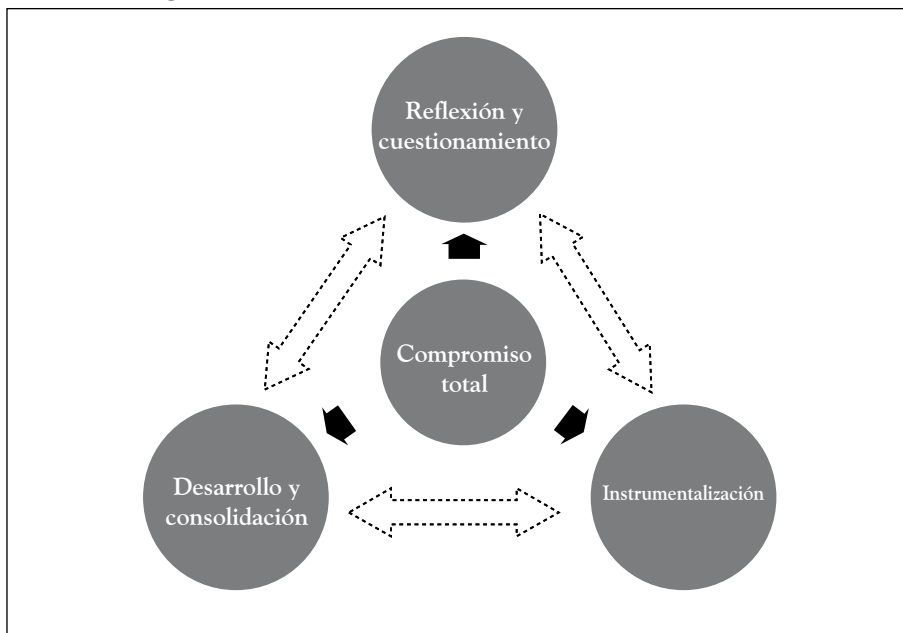 Reflexión y
cuestionamiento
Compromiso
total
Desarrollo y
consolidación
Instrumentalización